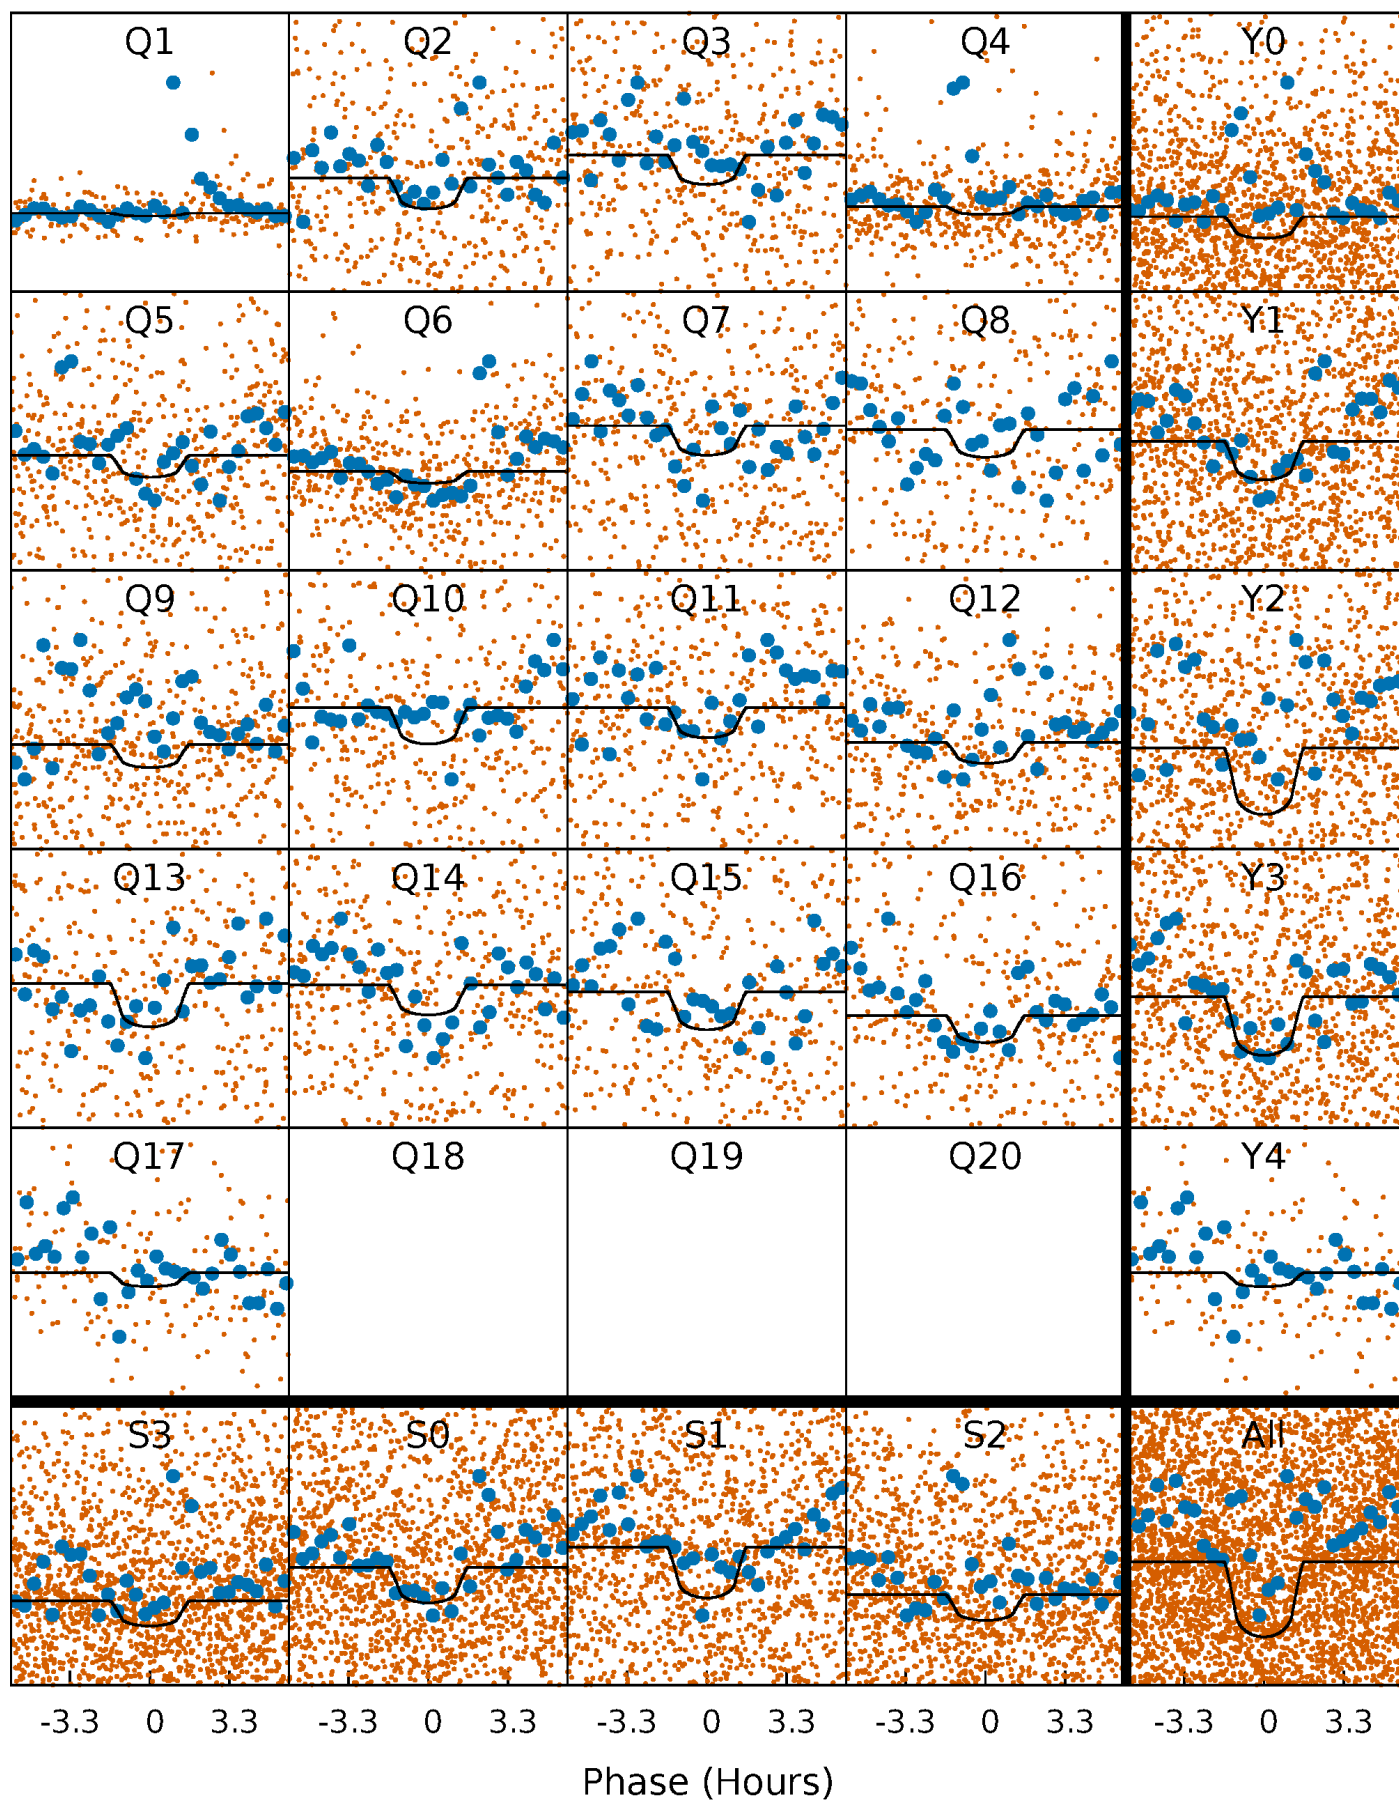 Q1 Q2 Q3 Q4 Y0
Q5 Q6 Q7 Q8 Y1
Q9 Q10 Q11 Q12 Y2
Q13 Q14 Q15 Q16 Y3
Q17 Q18 Q19 Q20 Y4
S3 S0 S1 S2 All
-3.3 0 3.3 -3.3 0 3.3 -3.3 0 3.3 -3.3 0 3.3 -3.3 0 3.3
Phase (Hours)